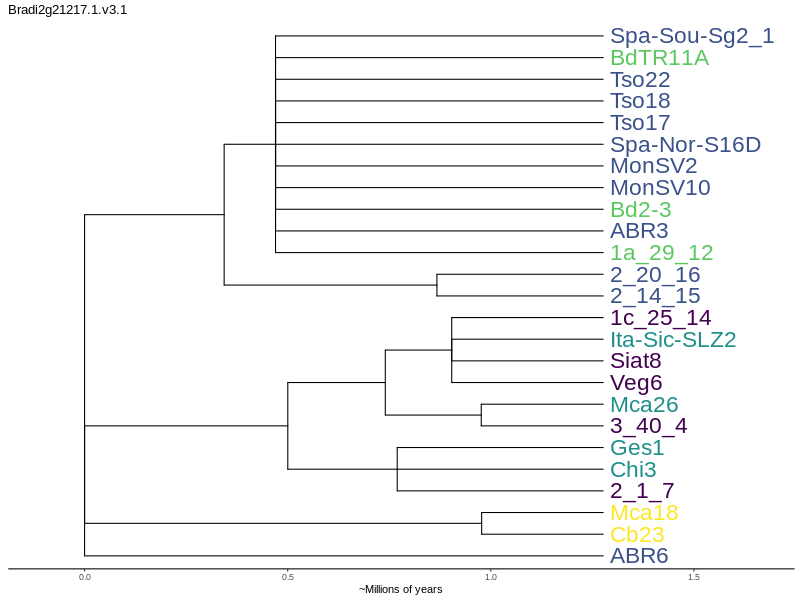 Bradi2g21217.1.v3.1
Spa-Sou-Sg2_1
BdTR11A
Tso22
Tso18
Tso17
Spa-Nor-S16D
MonSV2
MonSV10
Bd2-3
ABR3
1a_29_12
2_20_16
2_14_15
1c_25_14
Ita-Sic-SLZ2
Siat8
Veg6
Mca26
3_40_4
Ges1
Chi3
2_1_7
Mca18
Cb23
ABR6
0.0 0.5 1.0 1.5
~Millions of years